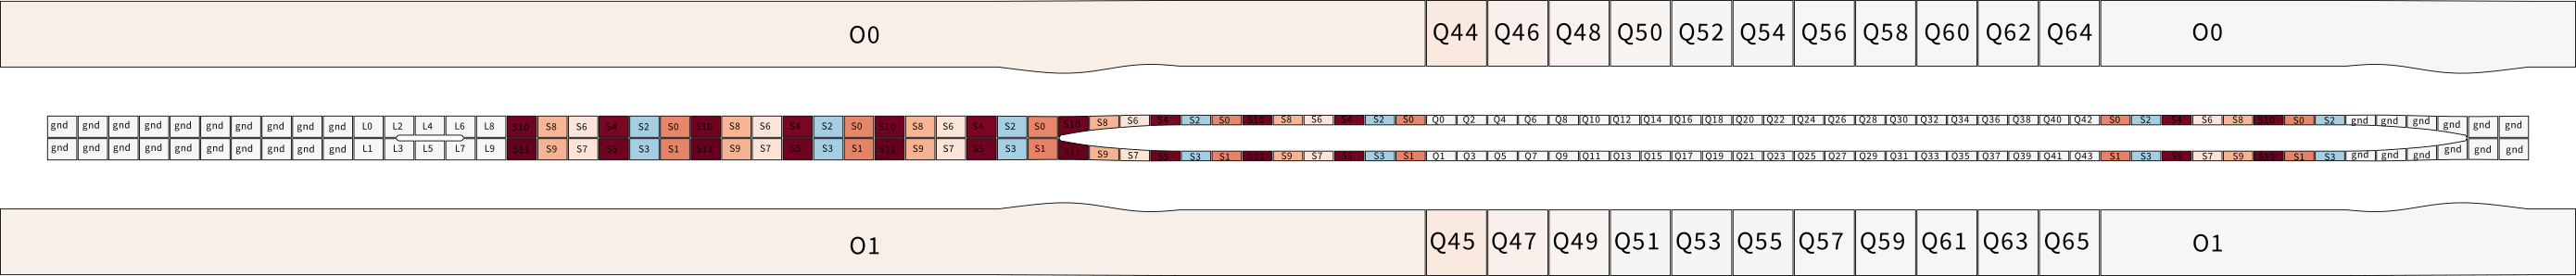 O0 Q44 Q46 Q48 Q50 Q52 Q54 Q56 Q58 Q60 Q62 Q64 O0
gnd gnd gnd gnd gnd gnd gnd gnd gnd gnd L0 L2 L4 L6 L8 S10 S8 S6 S4 S2 S0 S10 S8 S6 S4 S2 S0 S10 S8 S6 S4 S2 S0 S10 S8 S6 S4 S2 S0 S10 S8 S6 S4 S2 S0 Q0 Q2 Q4 Q6 Q8 Q10 Q12 Q14 Q16 Q18 Q20 Q22 Q24 Q26 Q28 Q30 Q32 Q34 Q36 Q38 Q40 Q42 S0 S2 S4 S6 S8 S10 S0 S2 gnd gnd gnd gnd gnd gnd
gnd gnd gnd gnd gnd gnd gnd gnd gnd gnd L1 L3 L5 L7 L9 S11 S9 S7 S5 S3 S1 S11 S9 S7 S5 S3 S1 S11 S9 S7 S5 S3 S1 S11 S9 S7 S5 S3 S1 S11 S9 S7 S5 S3 S1 Q1 Q3 Q5 Q7 Q9 Q11 Q13 Q15 Q17 Q19 Q21 Q23 Q25 Q27 Q29 Q31 Q33 Q35 Q37 Q39 Q41 Q43 S1 S3 S5 S7 S9 S11 S1 S3 gnd gnd gnd gnd gnd gnd
O1 Q45 Q47 Q49 Q51 Q53 Q55 Q57 Q59 Q61 Q63 Q65 O1